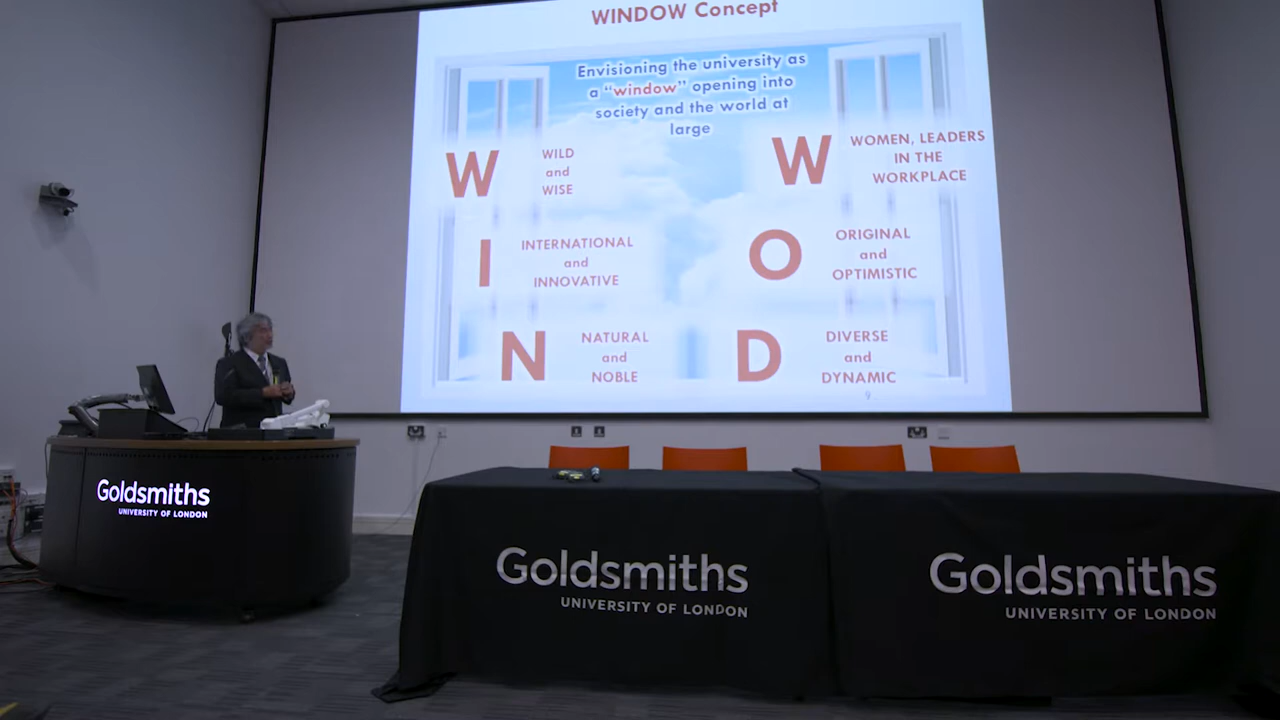 WINDOW Concept
Envisioning the university as
a “window” opening into
society and the world at
large
W
WILD
and
WISE
I
INTERNATIONAL
and
INNOVATIVE
N
NATURAL
and
NOBLE
W
WOMEN, LEADERS
IN THE
WORKPLACE
O
ORIGINAL
and
OPTIMISTIC
D
DIVERSE
and
DYNAMIC
9
Goldsmiths
UNIVERSITY OF LONDON
Goldsmiths
UNIVERSITY OF LONDON
Goldsmiths
UNIVERSITY OF LONDON